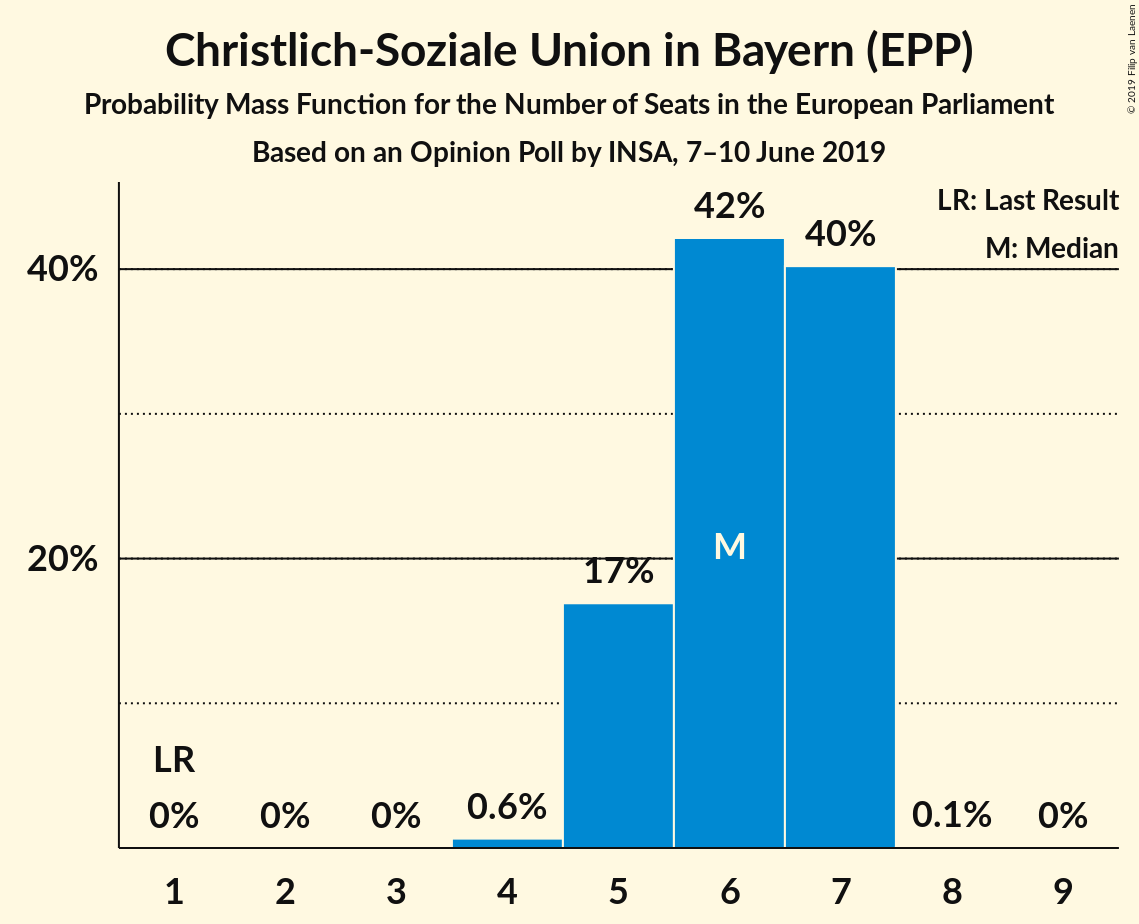 Christlich-Soziale Union in Bayern (EPP)
Probability Mass Function for the Number of Seats in the European Parliament
Based on an Opinion Poll by INSA, 7–10 June 2019
© 2019 Filip van Laenen
LR: Last Result
M: Median
42%
40%
40%
20%
17%
M
LR
0%
0%
0%
0.6%
0.1%
0%
1 2 3 4 5 6 7 8 9